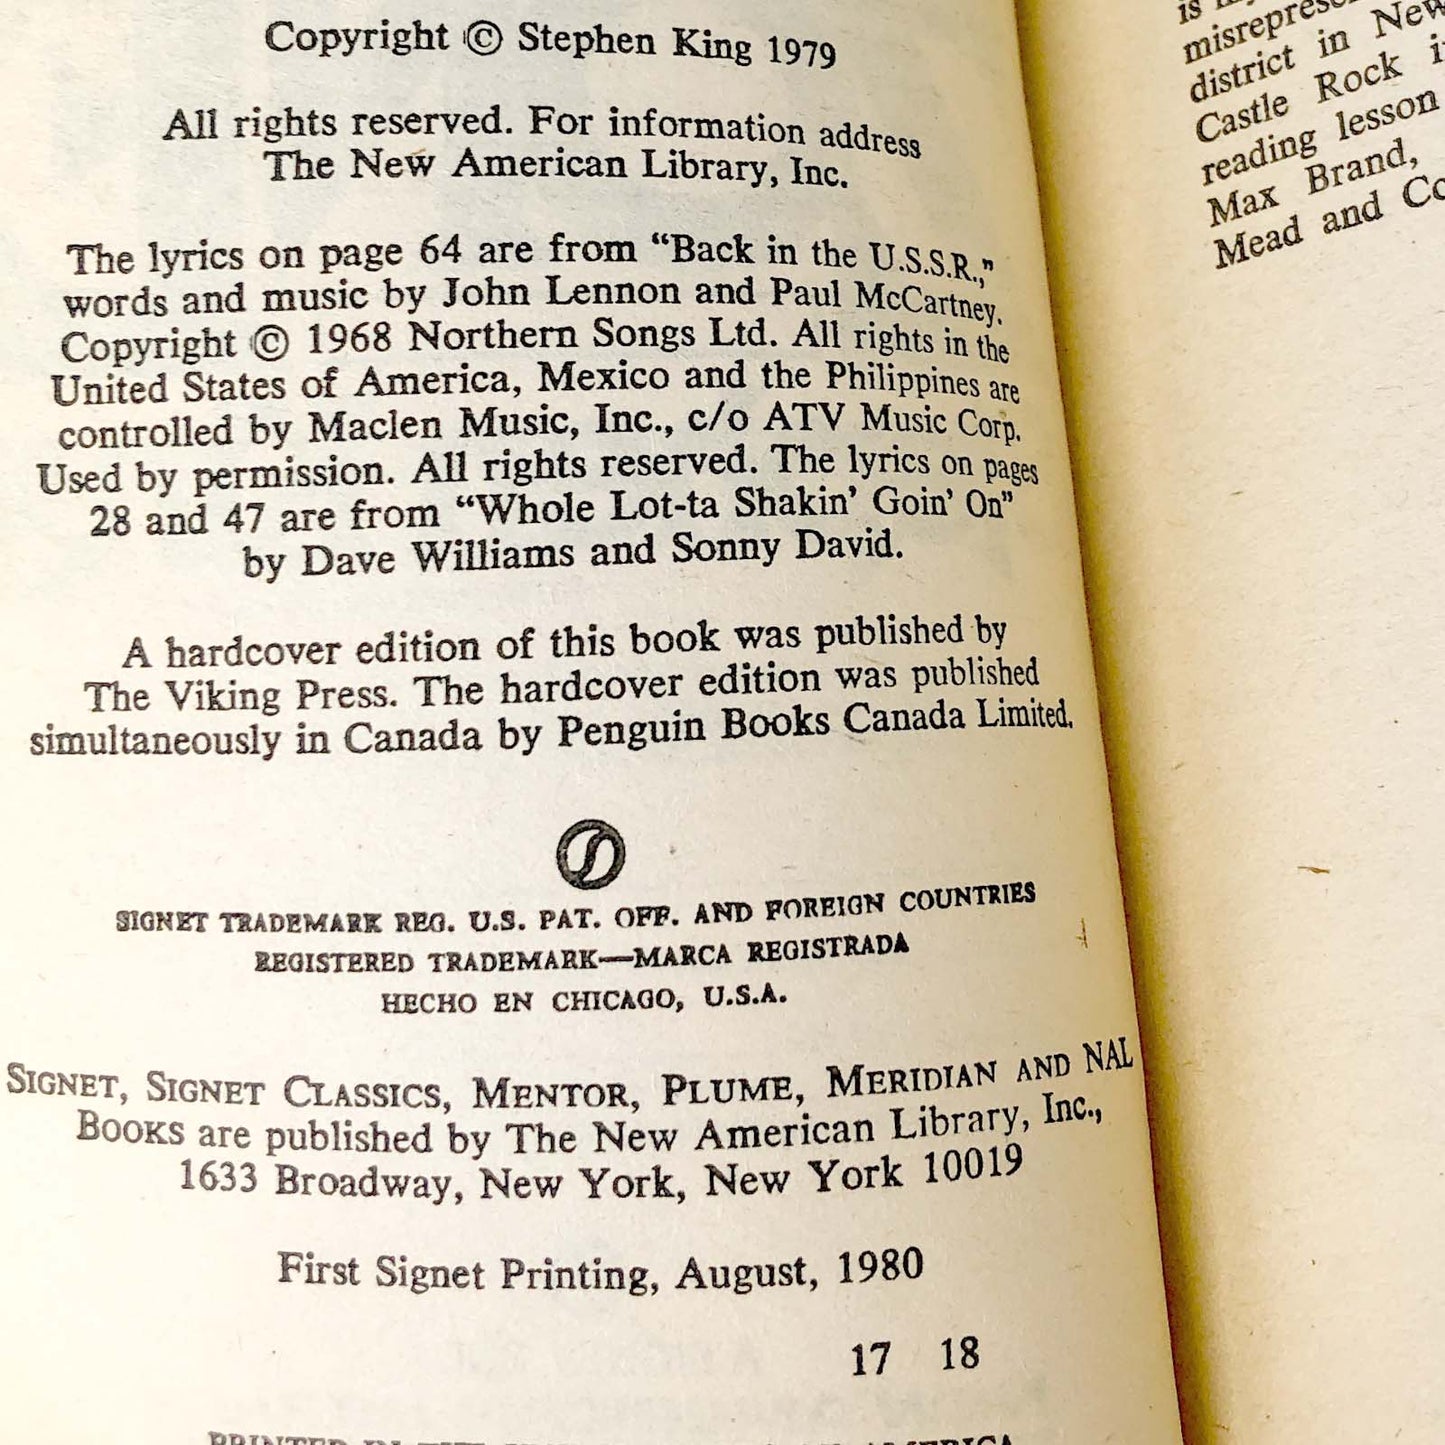 Copyright © Stephen King 1979
All rights reserved. For information address
The New American Library, Inc.
The lyrics on page 64 are from “Back in the U.S.S.R.,”
words and music by John Lennon and Paul McCartney.
Copyright © 1968 Northern Songs Ltd. All rights in the
United States of America, Mexico and the Philippines are
controlled by Maclen Music, Inc., c/o ATV Music Corp.
Used by permission. All rights reserved. The lyrics on pages
28 and 47 are from “Whole Lot-ta Shakin’ Goin’ On”
by Dave Williams and Sonny David.
A hardcover edition of this book was published by
The Viking Press. The hardcover edition was published
simultaneously in Canada by Penguin Books Canada Limited.
SIGNET TRADEMARK REG. U.S. PAT. OFF. AND FOREIGN COUNTRIES
REGISTERED TRADEMARK—MARCA REGISTRADA
HECHO EN CHICAGO, U.S.A.
SIGNET, SIGNET CLASSICS, MENTOR, PLUME, MERIDIAN AND NAL
BOOKS are published by The New American Library, Inc.,
1633 Broadway, New York, New York 10019
First Signet Printing, August, 1980
17 18
PRINTED IN THE AMERICA
is
district in New
Castle Rock
reading lesson
Max Brand,
Mead and